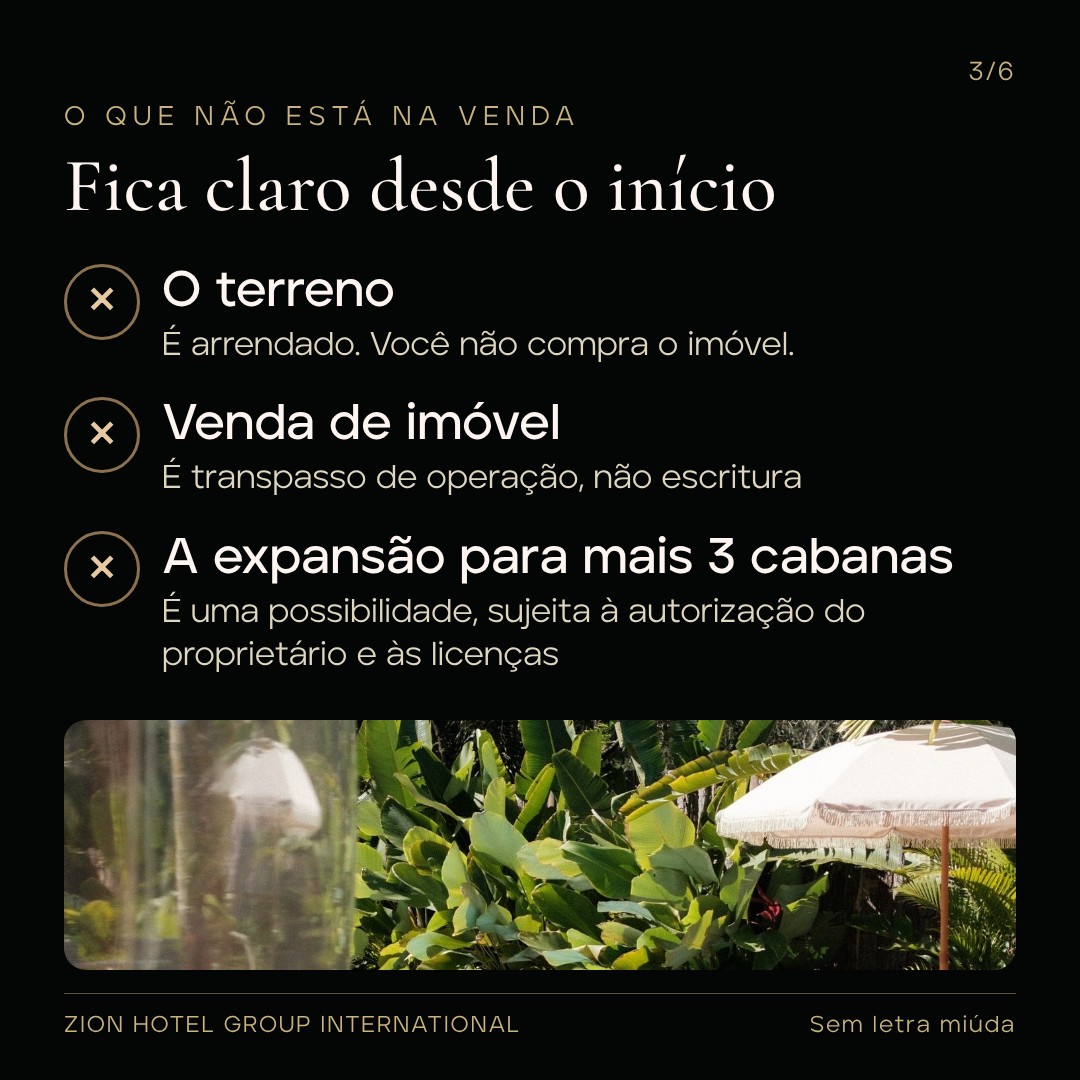 3/6
O QUE NÃO ESTÁ NA VENDA
Fica claro desde o início
O terreno
É arrendado. Você não compra o imóvel.
Venda de imóvel
É transpasso de operação, não escritura
A expansão para mais 3 cabanas
É uma possibilidade, sujeita à autorização do
proprietário e às licenças
ZION HOTEL GROUP INTERNATIONAL
Sem letra miúda